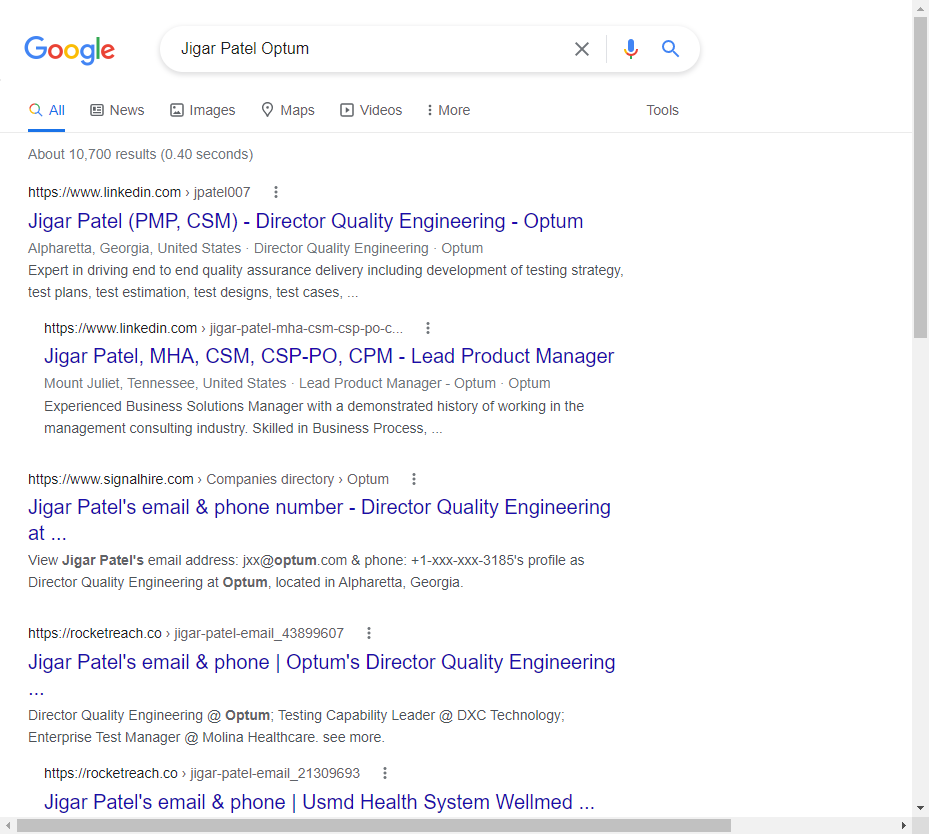 Google
Jigar Patel Optum
All News Images Maps Videos More Tools
About 10,700 results (0.40 seconds)
https://www.linkedin.com › jpatel007
Jigar Patel (PMP, CSM) - Director Quality Engineering - Optum
Alpharetta, Georgia, United States · Director Quality Engineering · Optum
Expert in driving end to end quality assurance delivery including development of testing strategy,
test plans, test estimation, test designs, test cases, ...
https://www.linkedin.com › jigar-patel-mha-csm-csp-po-c...
Jigar Patel, MHA, CSM, CSP-PO, CPM - Lead Product Manager
Mount Juliet, Tennessee, United States · Lead Product Manager - Optum · Optum
Experienced Business Solutions Manager with a demonstrated history of working in the
management consulting industry. Skilled in Business Process, ...
https://www.signalhire.com › Companies directory › Optum
Jigar Patel's email & phone number - Director Quality Engineering
at ...
View Jigar Patel's email address: jxx@optum.com & phone: +1-xxx-xxx-3185's profile as
Director Quality Engineering at Optum, located in Alpharetta, Georgia.
https://rocketreach.co › jigar-patel-email_43899607
Jigar Patel's email & phone | Optum's Director Quality Engineering
...
Director Quality Engineering @ Optum; Testing Capability Leader @ DXC Technology;
Enterprise Test Manager @ Molina Healthcare. see more.
https://rocketreach.co › jigar-patel-email_21309693
Jigar Patel's email & phone | Usmd Health System Wellmed ...